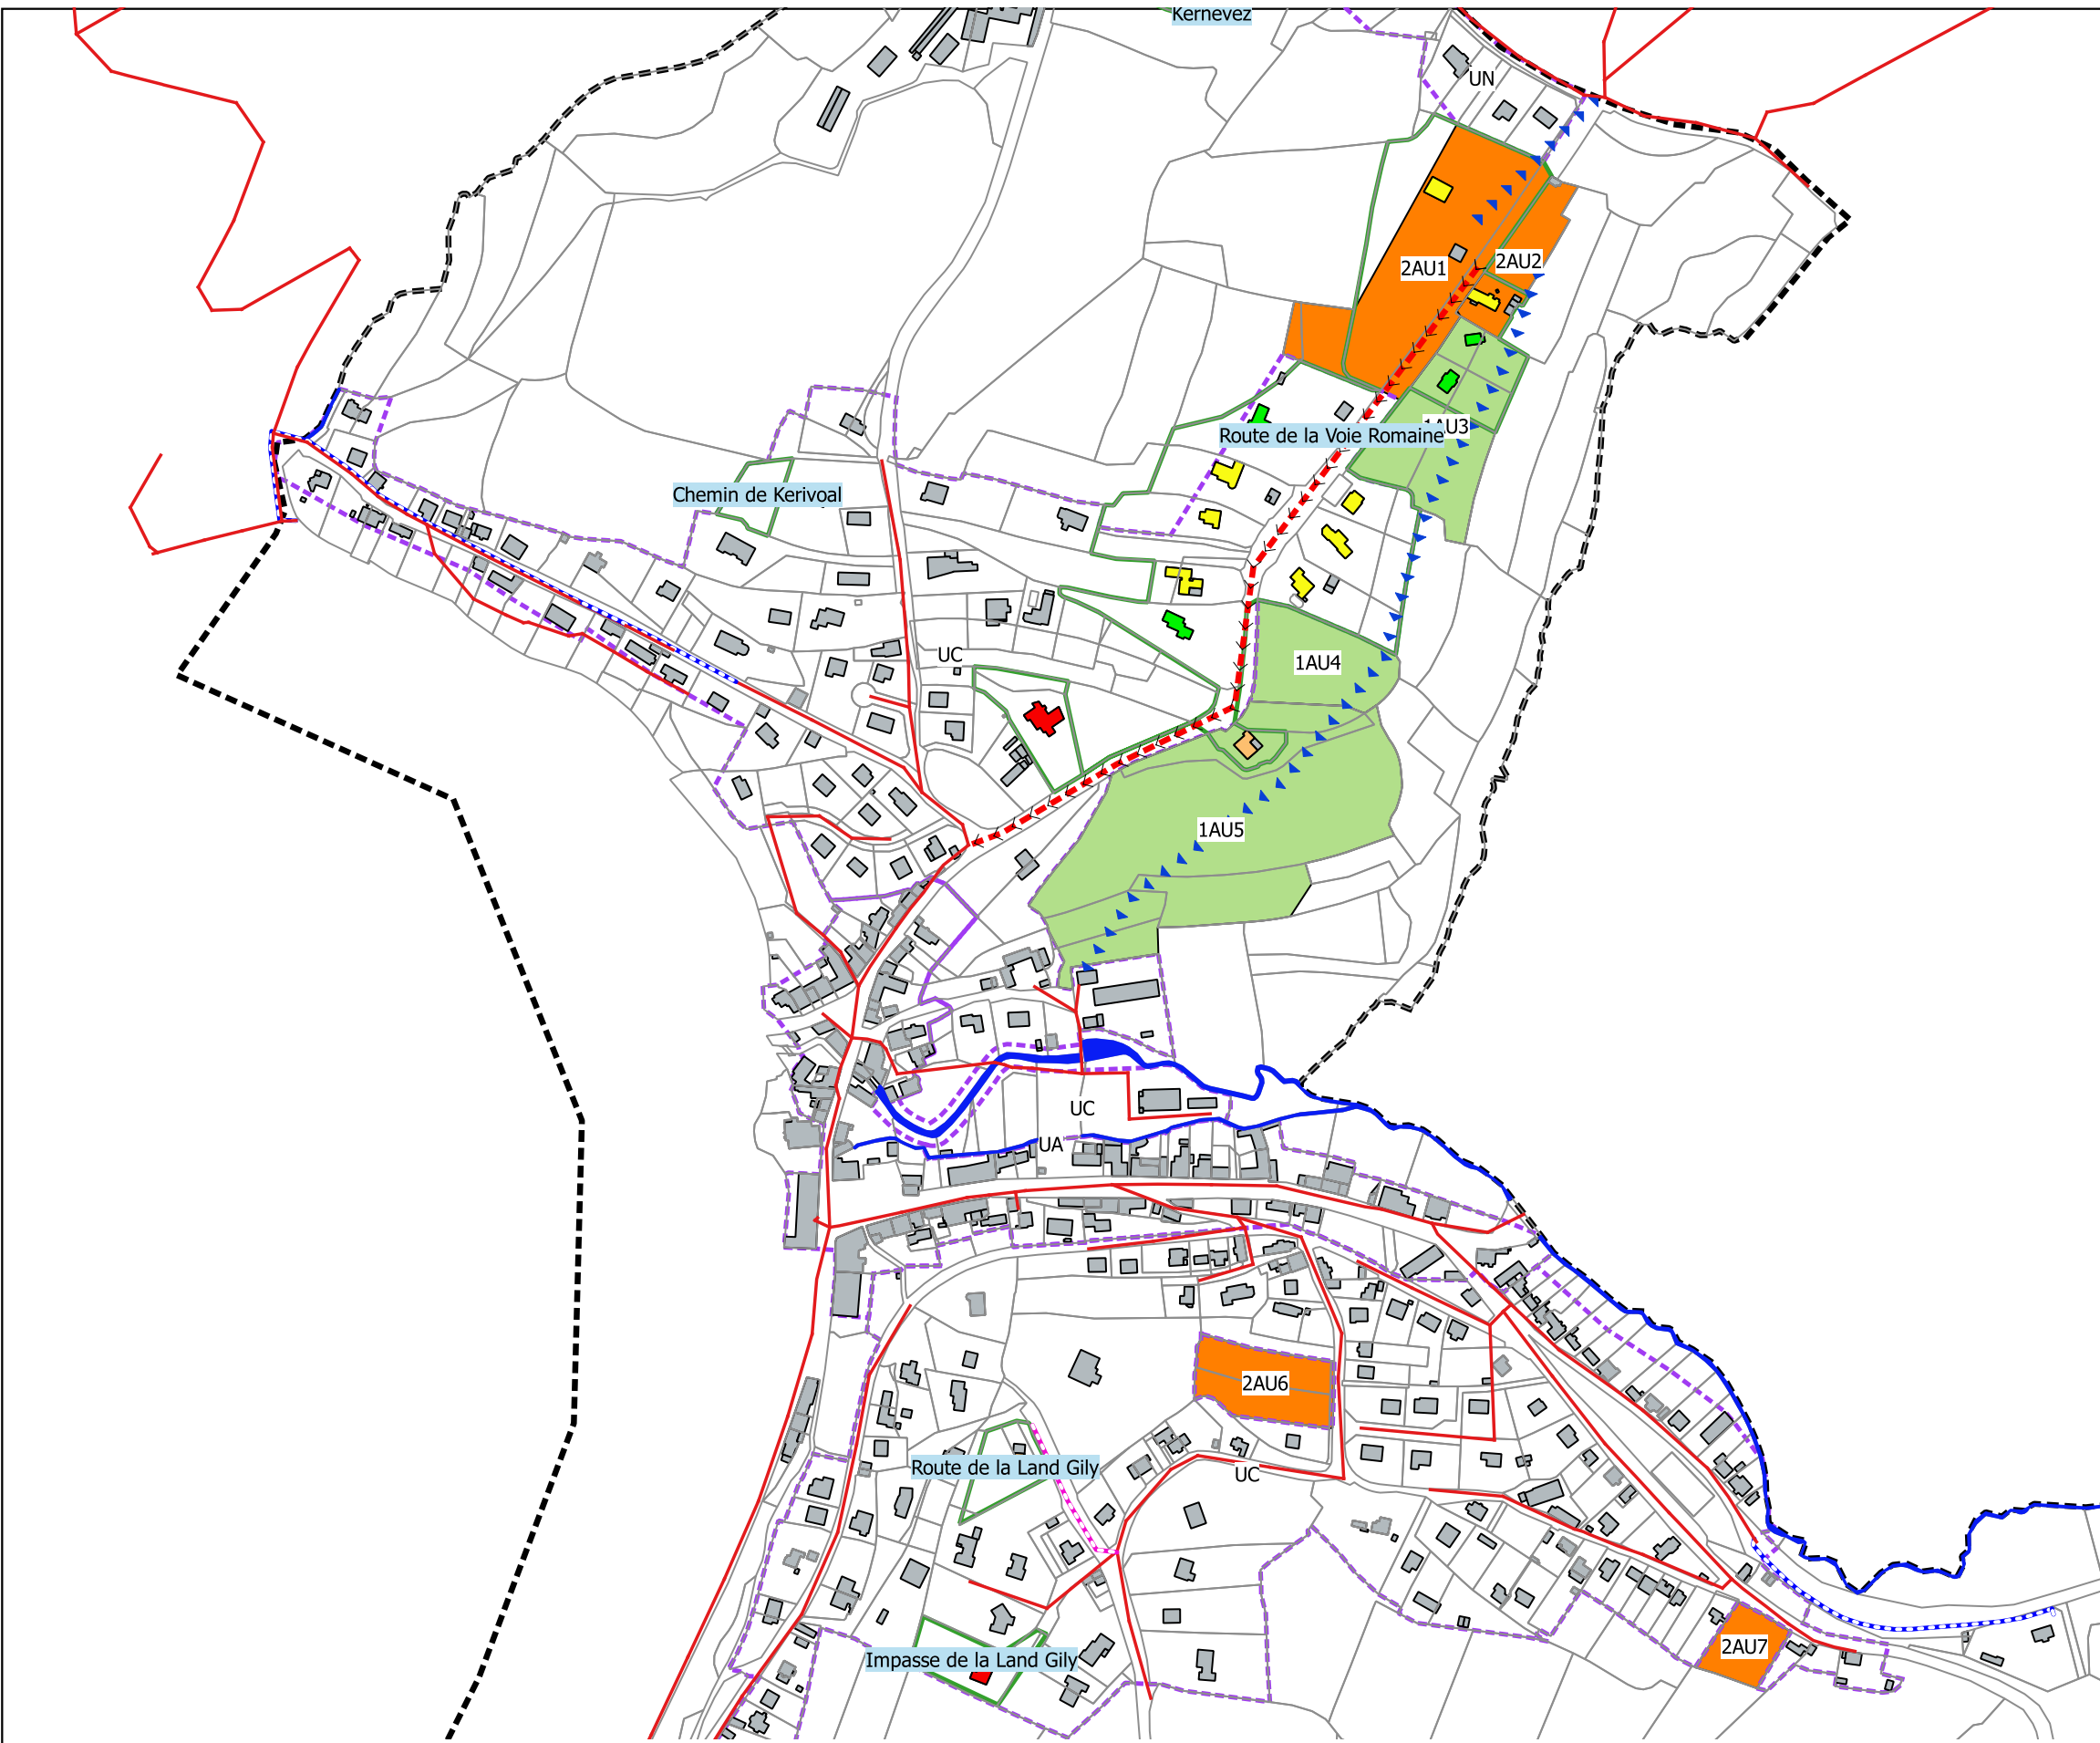 Kernevez
UN
2AU1
2AU2
1AU3
Route de la Voie Romaine
Chemin de Kerivoal
UC
1AU4
1AU5
UC
UA
2AU6
Route de la Land Gily
UC
2AU7
Impasse de la Land Gily